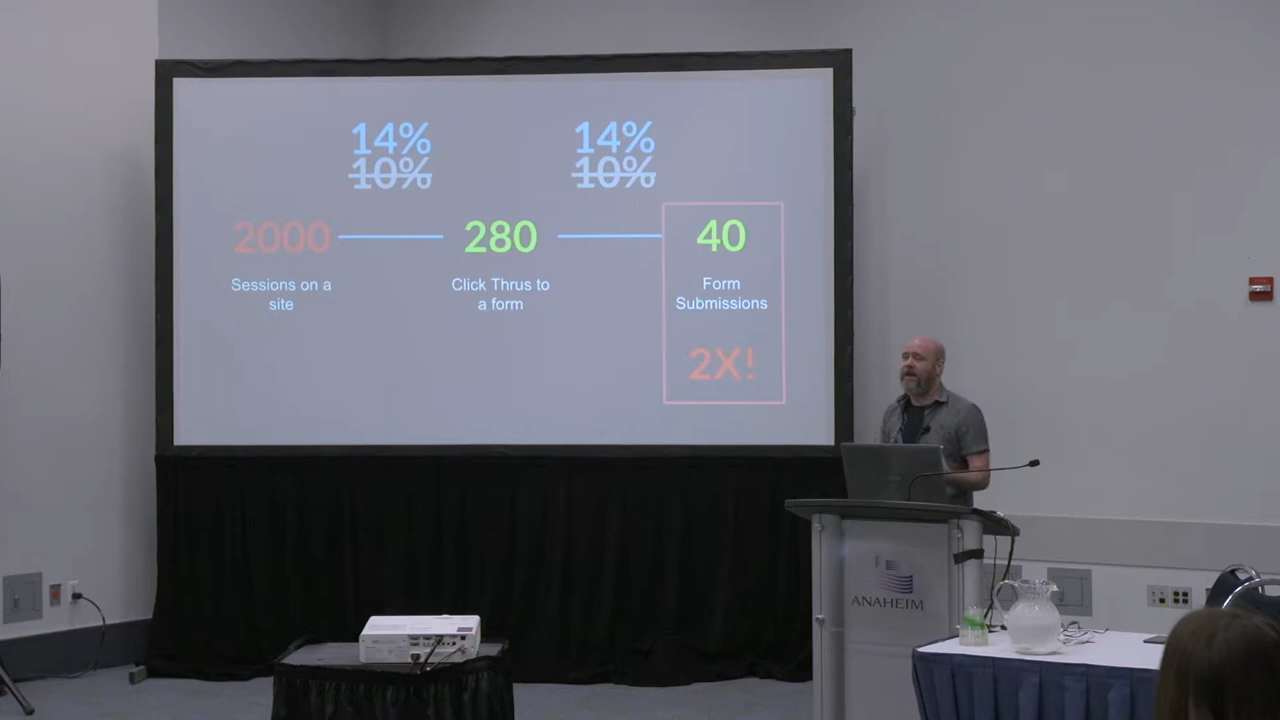 14% 14%
10% 10%
2000 280 40
Sessions on a
site
Click Thrus to
a form
Form
Submissions
2X!
ANAHEIM